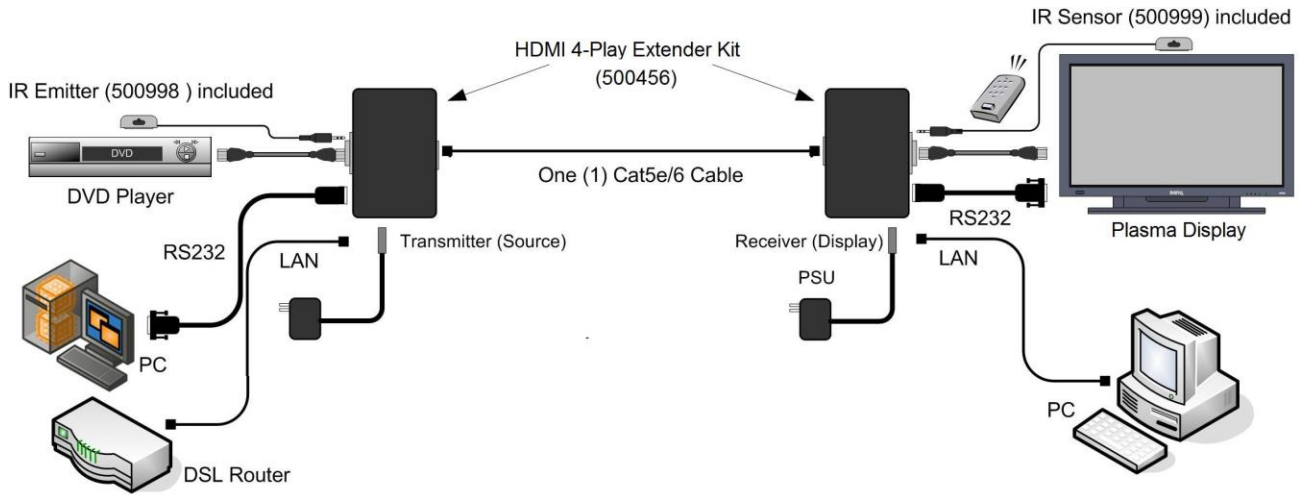 IR Sensor (500999) included
HDMI 4-Play Extender Kit
(500456)
IR Emitter (500998 ) included
DVD
DVD Player
One (1) Cat5e/6 Cable
RS232
Plasma Display
RS232
LAN
Transmitter (Source)
Receiver (Display)
LAN
PSU
PC
PC
DSL Router